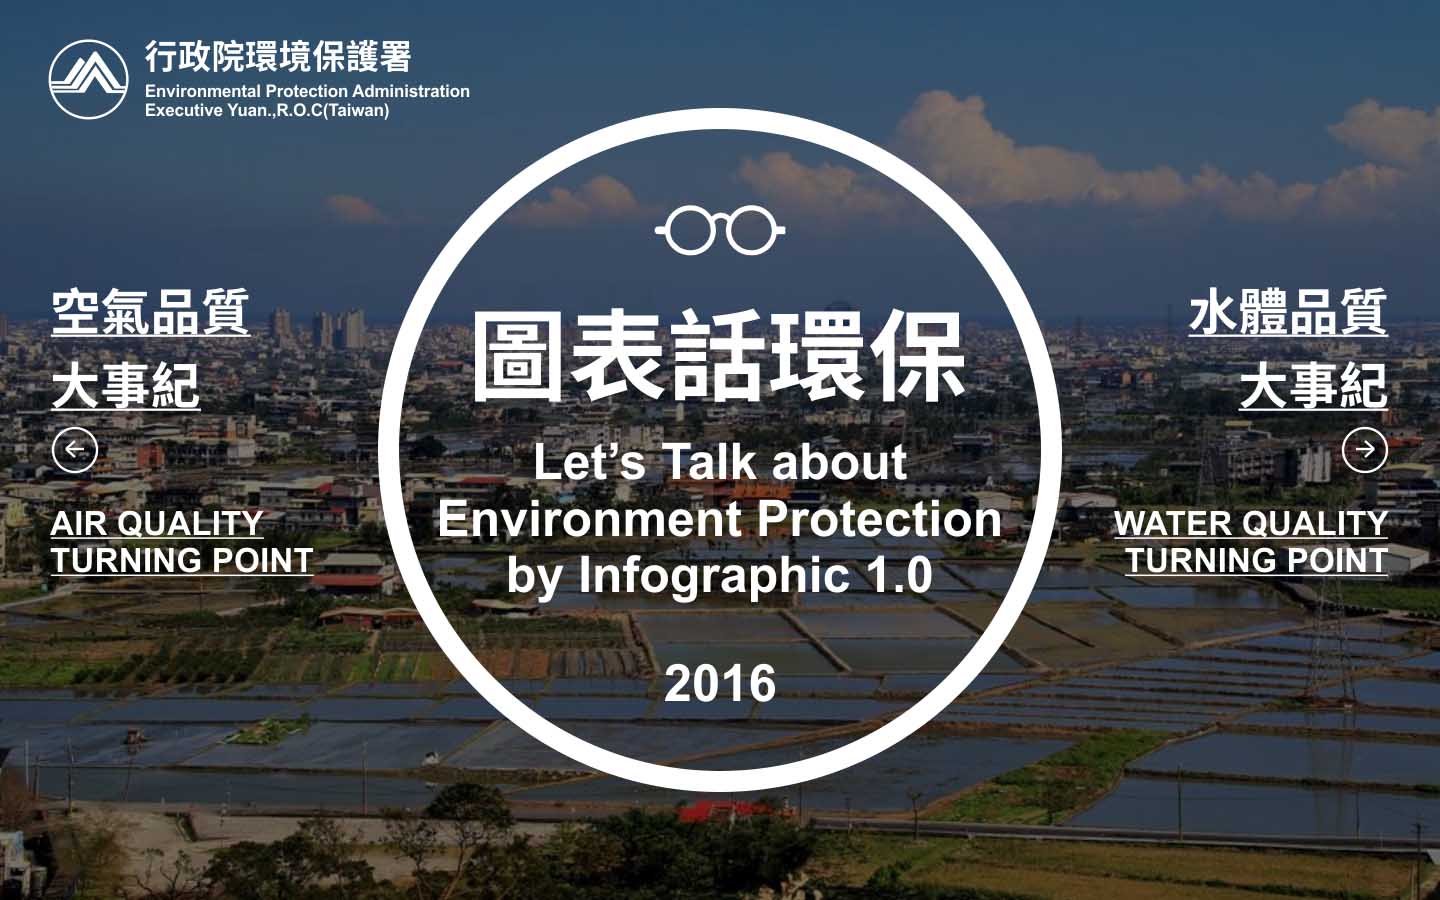 行政院環境保護署
Environmental Protection Administration
Executive Yuan.,R.O.C(Taiwan)
空氣品質
大事紀
AIR QUALITY
TURNING POINT
圖表話環保
Let’s Talk about
Environment Protection
by Infographic 1.0
2016
水體品質
大事紀
WATER QUALITY
TURNING POINT